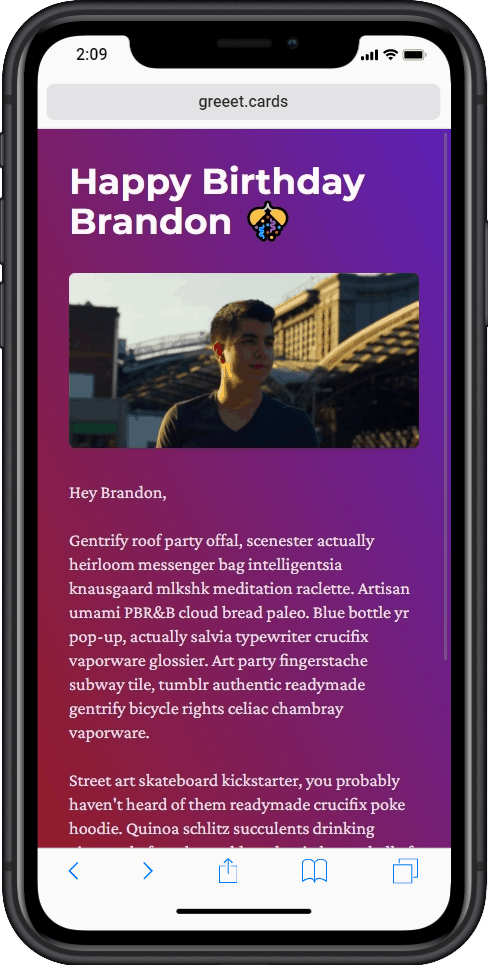 2:09
greeet.cards
Happy Birthday
Brandon
Hey Brandon,
Gentrify roof party offal, scenester actually
heirloom messenger bag intelligentsia
knausgaard mlkshk meditation raclette. Artisan
umami PBR&B cloud bread paleo. Blue bottle yr
pop-up, actually salvia typewriter crucifix
vaporware glossier. Art party fingerstache
subway tile, tumblr authentic readymade
gentrify bicycle rights celiac chambray
vaporware.
Street art skateboard kickstarter, you probably
haven't heard of them readymade crucifix poke
hoodie. Quinoa schlitz succulents drinking